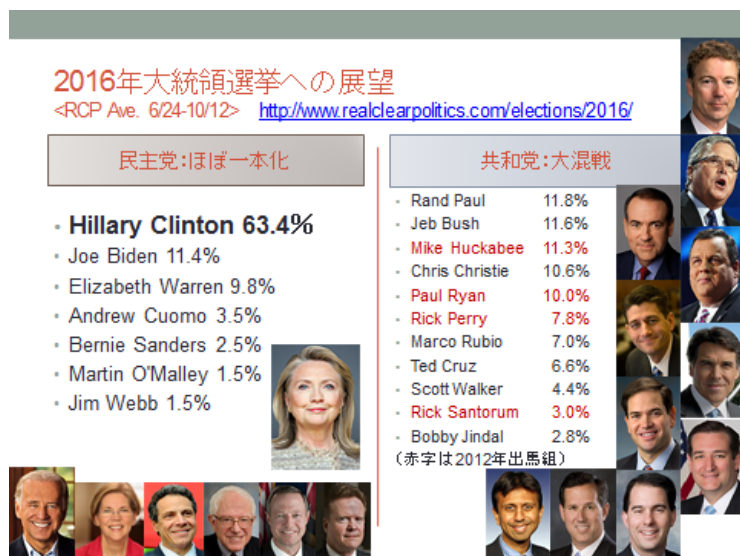 2016年大統領選挙への展望
<RCP Ave. 6/24-10/12> http://www.realclearpolitics.com/elections/2016/
民主党:ほぼ一本化
・ Hillary Clinton 63.4%
・ Joe Biden 11.4%
・ Elizabeth Warren 9.8%
・ Andrew Cuomo 3.5%
・ Bernie Sanders 2.5%
・ Martin O'Malley 1.5%
・ Jim Webb 1.5%
共和党:大混戦
- Rand Paul 11.8%
- Jeb Bush 11.6%
- Mike Huckabee 11.3%
- Chris Christie 10.6%
- Paul Ryan 10.0%
- Rick Perry 7.8%
- Marco Rubio 7.0%
- Ted Cruz 6.6%
- Scott Walker 4.4%
- Rick Santorum 3.0%
- Bobby Jindal 2.8%
(赤字は2012年出馬組)